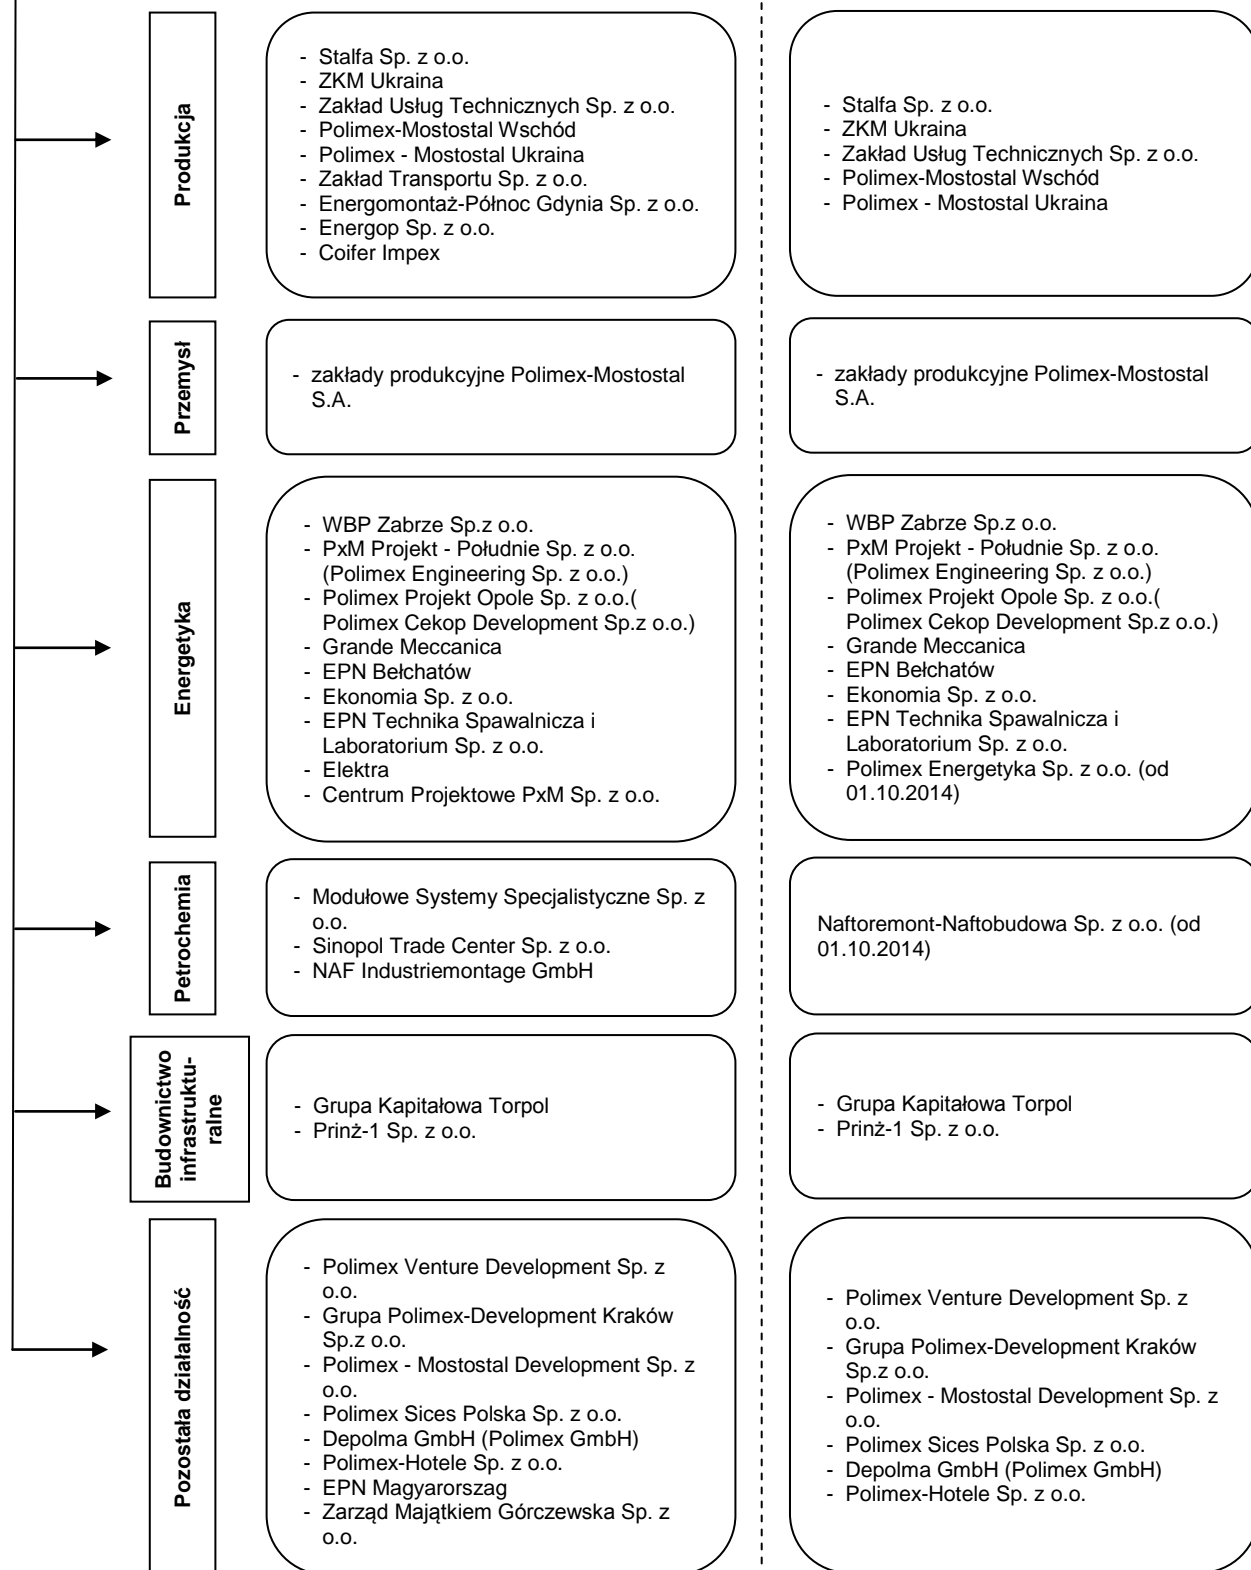 Produkcja
- Stalfa Sp. z o.o.
- ZKM Ukraina
- Zakład Usług Technicznych Sp. z o.o.
- Polimex-Mostostal Wschód
- Polimex - Mostostal Ukraina
- Zakład Transportu Sp. z o.o.
- Energomontaż-Północ Gdynia Sp. z o.o.
- Energop Sp. z o.o.
- Coifer Impex
- Stalfa Sp. z o.o.
- ZKM Ukraina
- Zakład Usług Technicznych Sp. z o.o.
- Polimex-Mostostal Wschód
- Polimex - Mostostal Ukraina
Przemysł
- zakłady produkcyjne Polimex-Mostostal
S.A.
- zakłady produkcyjne Polimex-Mostostal
S.A.
Energetyka
- WBP Zabrze Sp.z o.o.
- PxM Projekt - Południe Sp. z o.o.
(Polimex Engineering Sp. z o.o.)
- Polimex Projekt Opole Sp. z o.o.(
Polimex Cekop Development Sp.z o.o.)
- Grande Meccanica
- EPN Bełchatów
- Ekonomia Sp. z o.o.
- EPN Technika Spawalnicza i
Laboratorium Sp. z o.o.
- Elektra
- Centrum Projektowe PxM Sp. z o.o.
- WBP Zabrze Sp.z o.o.
- PxM Projekt - Południe Sp. z o.o.
(Polimex Engineering Sp. z o.o.)
- Polimex Projekt Opole Sp. z o.o.(
Polimex Cekop Development Sp.z o.o.)
- Grande Meccanica
- EPN Bełchatów
- Ekonomia Sp. z o.o.
- EPN Technika Spawalnicza i
Laboratorium Sp. z o.o.
- Polimex Energetyka Sp. z o.o. (od
01.10.2014)
Petrochemia
- Modułowe Systemy Specjalistyczne Sp. z
o.o.
- Sinopol Trade Center Sp. z o.o.
- NAF Industriemontage GmbH
Naftoremont-Naftobudowa Sp. z o.o. (od
01.10.2014)
Budownictwo
infrastruktu-
ralne
- Grupa Kapitałowa Torpol
- Prinż-1 Sp. z o.o.
- Grupa Kapitałowa Torpol
- Prinż-1 Sp. z o.o.
Pozostała działalność
- Polimex Venture Development Sp. z
o.o.
- Grupa Polimex-Development Kraków
Sp.z o.o.
- Polimex - Mostostal Development Sp. z
o.o.
- Polimex Sices Polska Sp. z o.o.
- Depolma GmbH (Polimex GmbH)
- Polimex-Hotele Sp. z o.o.
- EPN Magyarorszag
- Zarząd Majątkiem Górczewska Sp. z
o.o.
- Polimex Venture Development Sp. z
o.o.
- Grupa Polimex-Development Kraków
Sp.z o.o.
- Polimex - Mostostal Development Sp. z
o.o.
- Polimex Sices Polska Sp. z o.o.
- Depolma GmbH (Polimex GmbH)
- Polimex-Hotele Sp. z o.o.